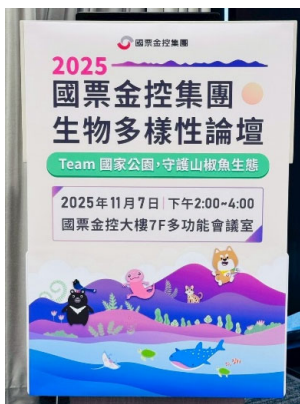 國票金控集團
2025
國票金控集團
生物多樣性論壇
Team 國家公園，守護山椒魚生態
2025年11月7日 | 下午2:00~4:00
國票金控大樓7F多功能會議室